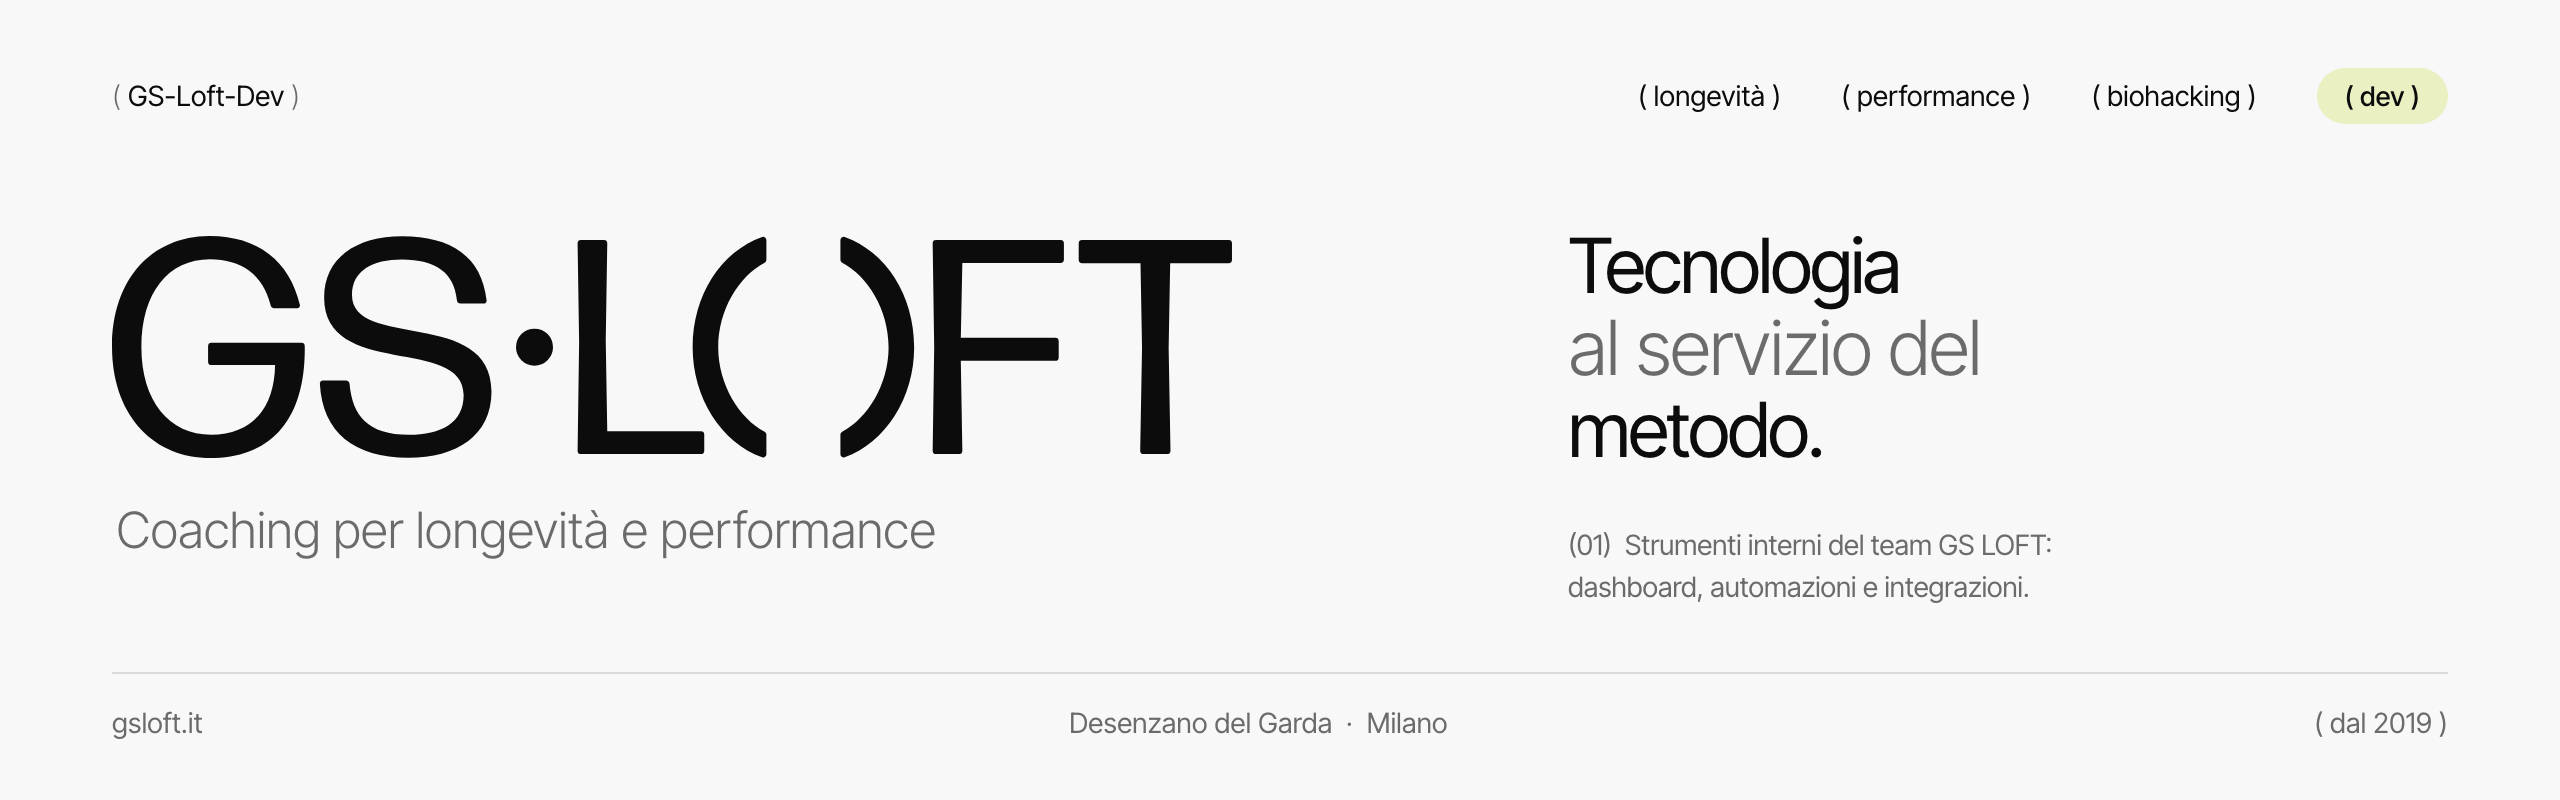 ( GS-Loft-Dev )
( longevità )
( performance )
( biohacking )
( dev )
GS·L( )FT
Coaching per longevità e performance
Tecnologia
al servizio del
metodo.
(01) Strumenti interni del team GS LOFT:
dashboard, automazioni e integrazioni.
gsloft.it
Desenzano del Garda · Milano
( dal 2019 )